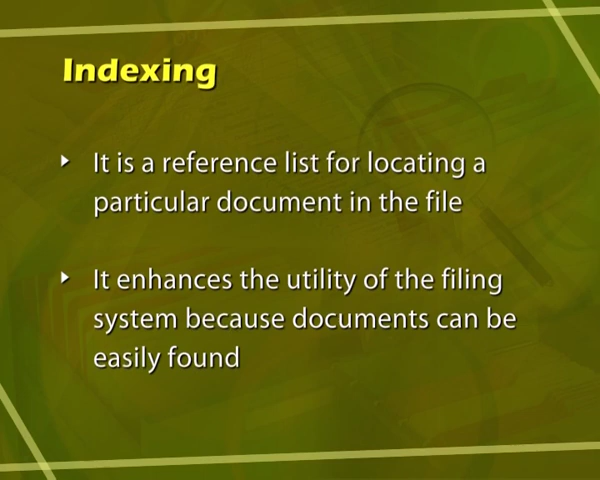 Indexing
It is a reference list for locating a
particular document in the file
It enhances the utility of the filing
system because documents can be
easily found